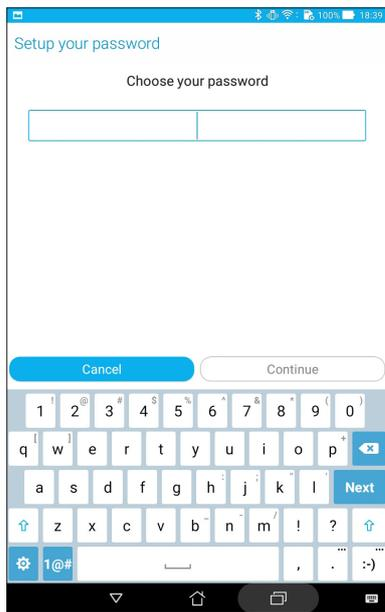 100% 18:39
Setup your password
Choose your password
Cancel Continue
! @ # $ % ^ & * ( )
1 2 3 4 5 6 7 8 9 0
[ ] +
q w e r t y u i o p
: ; " '
a s d f g h j k l Next
_ - /
z x c v b n m ! ?
1@# , . :-)